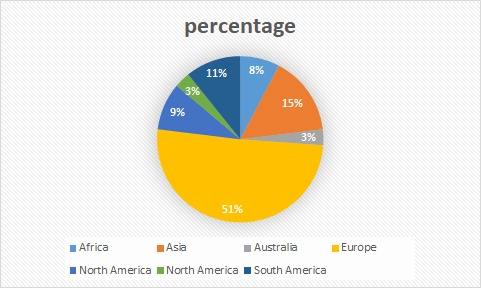 percentage
8%
15%
3%
51%
9%
3%
11%
Africa Asia Australia Europe
North America North America South America